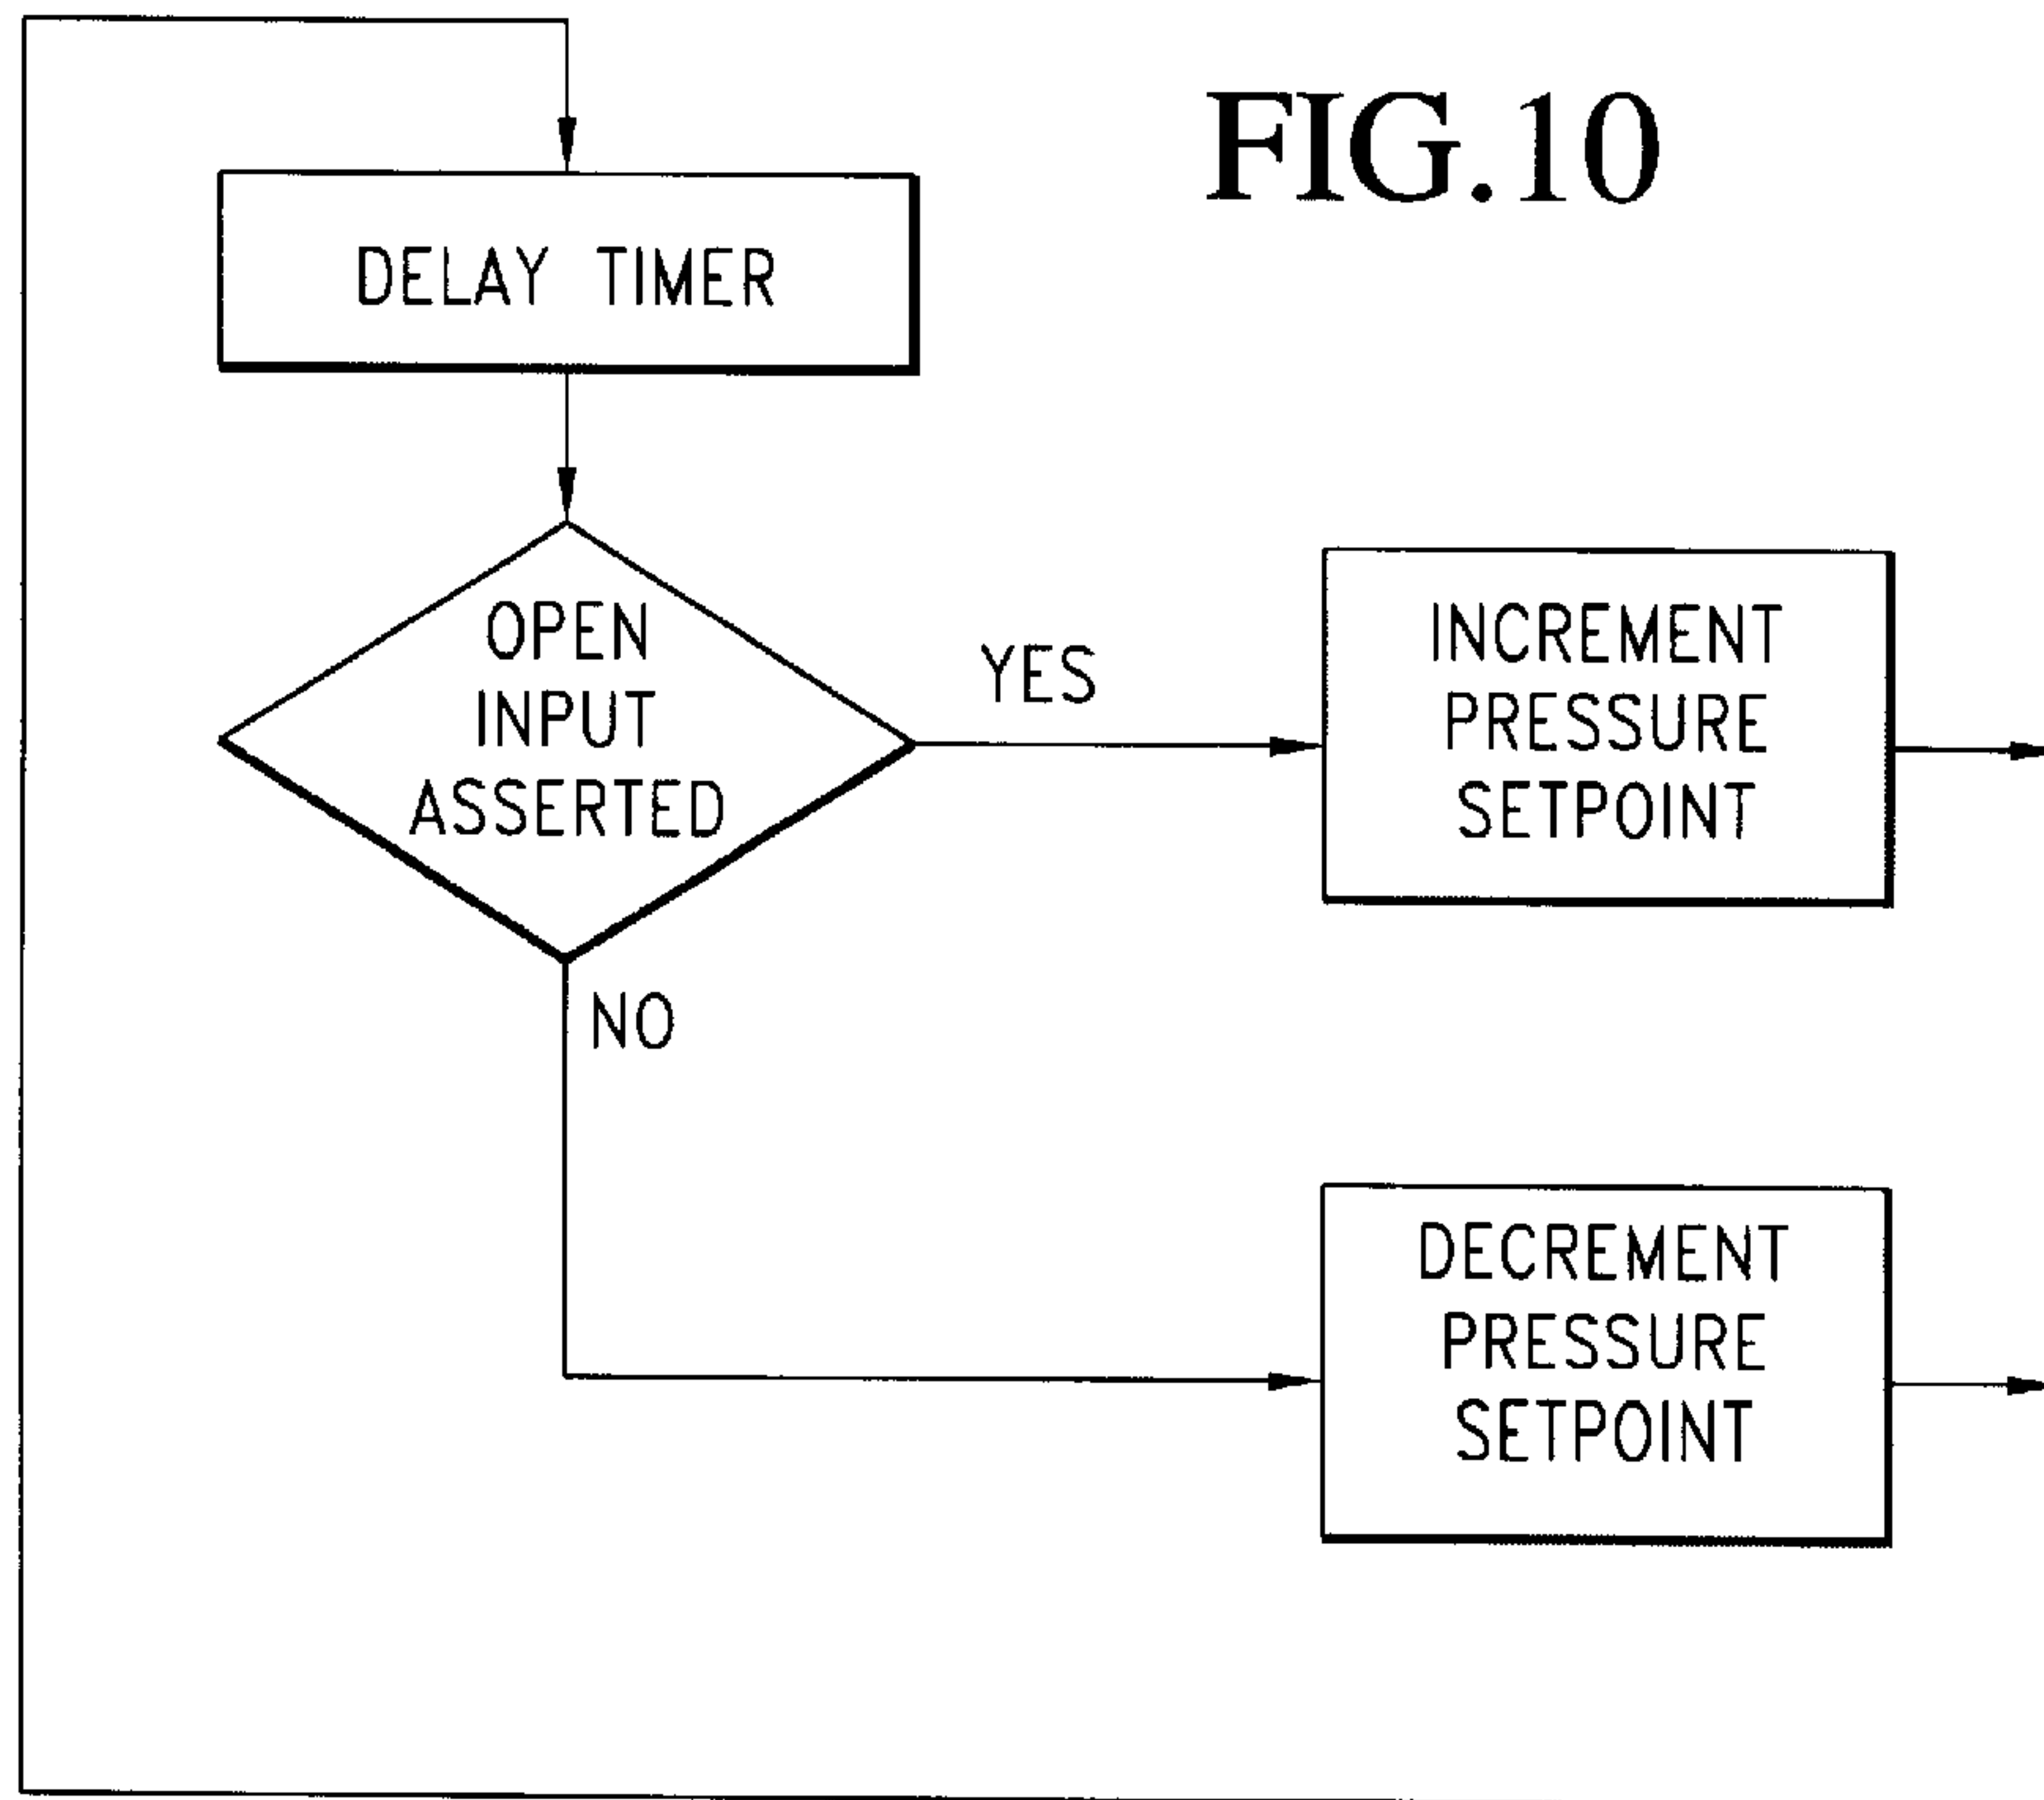 FIG.10
DELAY TIMER
OPEN
INPUT
ASSERTED
YES
INCREMENT
PRESSURE
SETPOINT
NO
DECREMENT
PRESSURE
SETPOINT